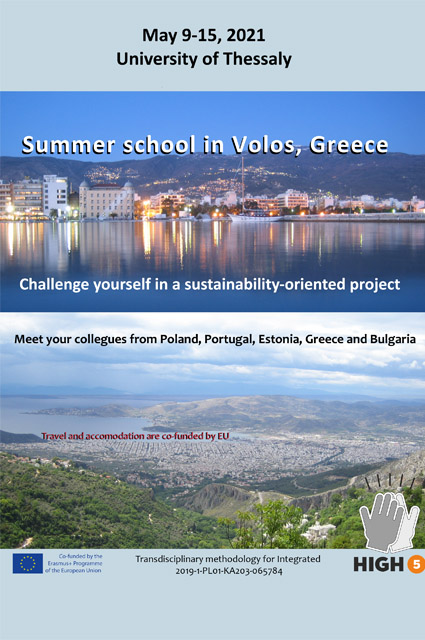 May 9-15, 2021
University of Thessaly
Summer school in Volos, Greece
Challenge yourself in a sustainability-oriented project
Meet your collegues from Poland, Portugal, Estonia, Greece and Bulgaria
Travel and accomodation are co-funded by EU
Co-funded by the
Erasmus+ Programme
of the European Union
Transdisciplinary methodology for Integrated
2019-1-PL01-KA203-065784
HIGH 5